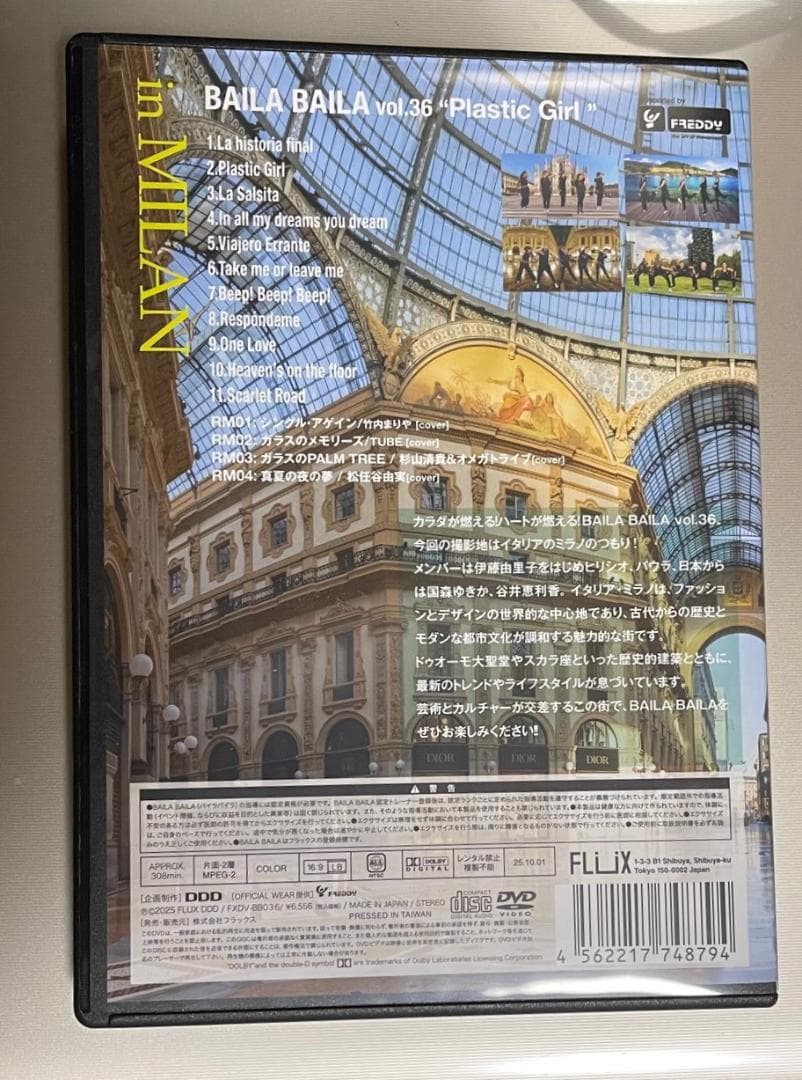 in MILAN
BAILA BAILA vol.36 "Plastic Girl"
by
FREDDY
1.La historia final
2.Plastic Girl
3.La Salsita
4.In all my dreams you dream
5.Viajero Errante
6.Take me or leave me
7.Beep! Beep! Beep!
8.Respóndeme
9.One Love
10.Heaven's on the floor
11.Scarlet Road
RM01: シングル・アゲイン/竹内まりや [cover]
RM02: ガラスのメモリーズ/TUBE [cover]
RM03: ガラスのPALM TREE / 杉山清貴&オメガトライブ[cover]
RM04: 真夏の夜の夢 / 松任谷由実[cover]
カラダが燃える!ハートが燃える!BAILA BAILA vol.36。
今回の撮影地はイタリアのミラノのつもり!
メンバーは伊藤由里子をはじめヒリシオ、パウラ、日本から
は国森ゆきか、谷井恵利香。イタリア・ミラノは、ファッショ
ンとデザインの世界的な中心地であり、古代からの歴史と
モダンな都市文化が調和する魅力的な街です。
ドゥオーモ大聖堂やスカラ座といった歴史的建築とともに、
最新のトレンドやライフスタイルが息づいています。
芸術とカルチャーが交差するこの街で、BAILA BAILAを
ぜひお楽しみください!!
DIOR
DIOR
DIOR
警告
APPROX.
308min.
片面・2層
MPEG-2
COLOR
16:9 LB
ALL
NTSC
DOLBY
DIGITAL
レンタル禁止
複製不能
25.10.01
FLUX
1-3-3 B1 Shibuya, Shibuya-ku
Tokyo 150-0002 Japan
[企画制作] DDD [OFFICIAL WEAR 提供] FREDDY
Ⓟ©2025 FLUX DDD / FXDV-BB036/ ¥6,556 / MADE IN JAPAN / STEREO
[発売・販売元] 株式会社フラックス PRESSED IN TAIWAN
COMPACT
disc
DIGITAL AUDIO
DVD
VIDEO
"DOLBY and the double-D symbol are trademarks of Dolby Laboratories Licensing Corporation.
4 562217 748794